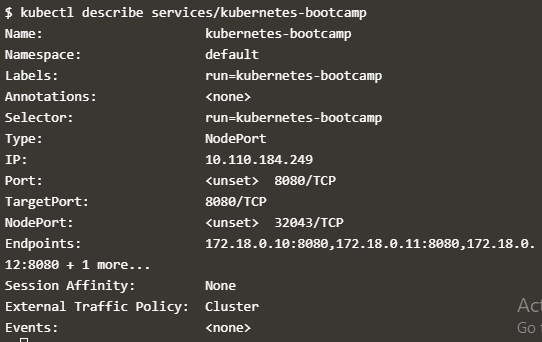 $ kubectl describe services/kubernetes-bootcamp
Name:                     kubernetes-bootcamp
Namespace:                default
Labels:                   run=kubernetes-bootcamp
Annotations:              <none>
Selector:                 run=kubernetes-bootcamp
Type:                     NodePort
IP:                       10.110.184.249
Port:                     <unset>  8080/TCP
TargetPort:               8080/TCP
NodePort:                 <unset>  32043/TCP
Endpoints:                172.18.0.10:8080,172.18.0.11:8080,172.18.0.
12:8080 + 1 more...
Session Affinity:         None
External Traffic Policy:  Cluster
Events:                   <none>
Act
Go